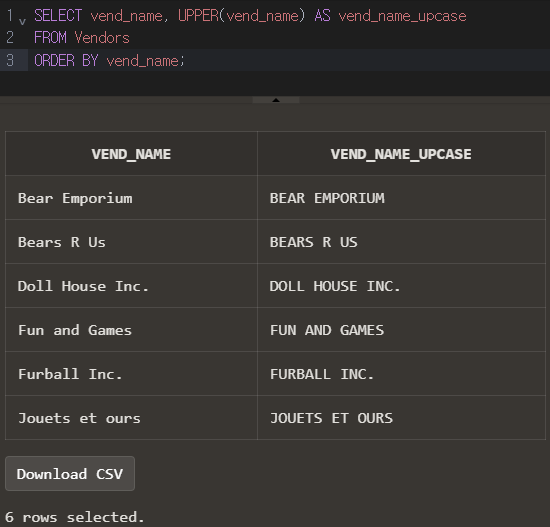 1 SELECT vend_name, UPPER(vend_name) AS vend_name_upcase
2 FROM Vendors
3 ORDER BY vend_name;
VEND_NAME VEND_NAME_UPCASE
Bear Emporium BEAR EMPORIUM
Bears R Us BEARS R US
Doll House Inc. DOLL HOUSE INC.
Fun and Games FUN AND GAMES
Furball Inc. FURBALL INC.
Jouets et ours JOUETS ET OURS
Download CSV
6 rows selected.